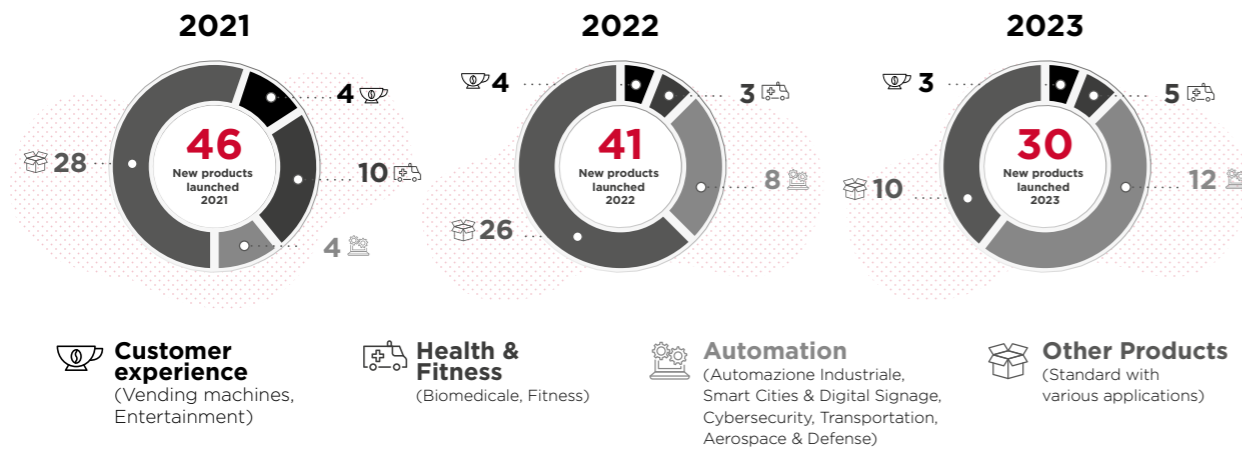 2021
4
10
4
28
46
New products
launched
2021
2022
4
3
8
26
41
New products
launched
2022
2023
3
5
12
10
30
New products
launched
2023
Customer
experience
(Vending machines,
Entertainment)
Health &
Fitness
(Biomedicale, Fitness)
Automation
(Automazione Industriale,
Smart Cities & Digital Signage,
Cybersecurity, Transportation,
Aerospace & Defense)
Other Products
(Standard with
various applications)